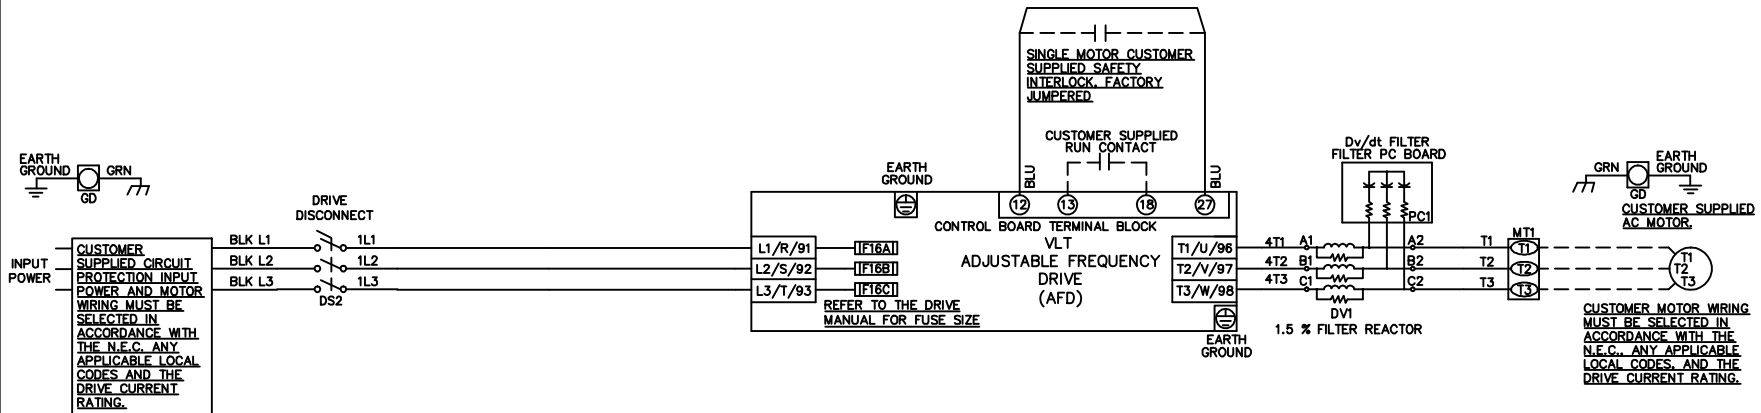 SINGLE MOTOR CUSTOMER
SUPPLIED SAFETY
INTERLOCK, FACTORY
JUMPERED
CUSTOMER SUPPLIED
RUN CONTACT
BLU
BLU
12
13
18
27
CONTROL BOARD TERMINAL BLOCK
EARTH
GROUND
GRN
GD
INPUT
POWER
CUSTOMER
SUPPLIED CIRCUIT
PROTECTION INPUT
POWER AND MOTOR
WIRING MUST BE
SELECTED IN
ACCORDANCE WITH
THE N.E.C. ANY
APPLICABLE LOCAL
CODES AND THE
DRIVE CURRENT
RATING.
BLK L1
BLK L2
BLK L3
DRIVE
DISCONNECT
DS2
1L1
1L2
1L3
EARTH
GROUND
L1/R/91
L2/S/92
L3/T/93
F16A
F16B
F16C
REFER TO THE DRIVE
MANUAL FOR FUSE SIZE
VLT
ADJUSTABLE FREQUENCY
DRIVE
(AFD)
T1/U/96
T2/V/97
T3/W/98
EARTH
GROUND
4T1
4T2
4T3
A1
B1
C1
DV1
1.5 % FILTER REACTOR
Dv/dt FILTER
FILTER PC BOARD
PC1
A2
B2
C2
T1
T2
T3
MT1
T1
T2
T3
GRN
GD
EARTH
GROUND
CUSTOMER SUPPLIED
AC MOTOR.
T1
T2
T3
CUSTOMER MOTOR WIRING
MUST BE SELECTED IN
ACCORDANCE WITH THE
N.E.C., ANY APPLICABLE
LOCAL CODES, AND THE
DRIVE CURRENT RATING.